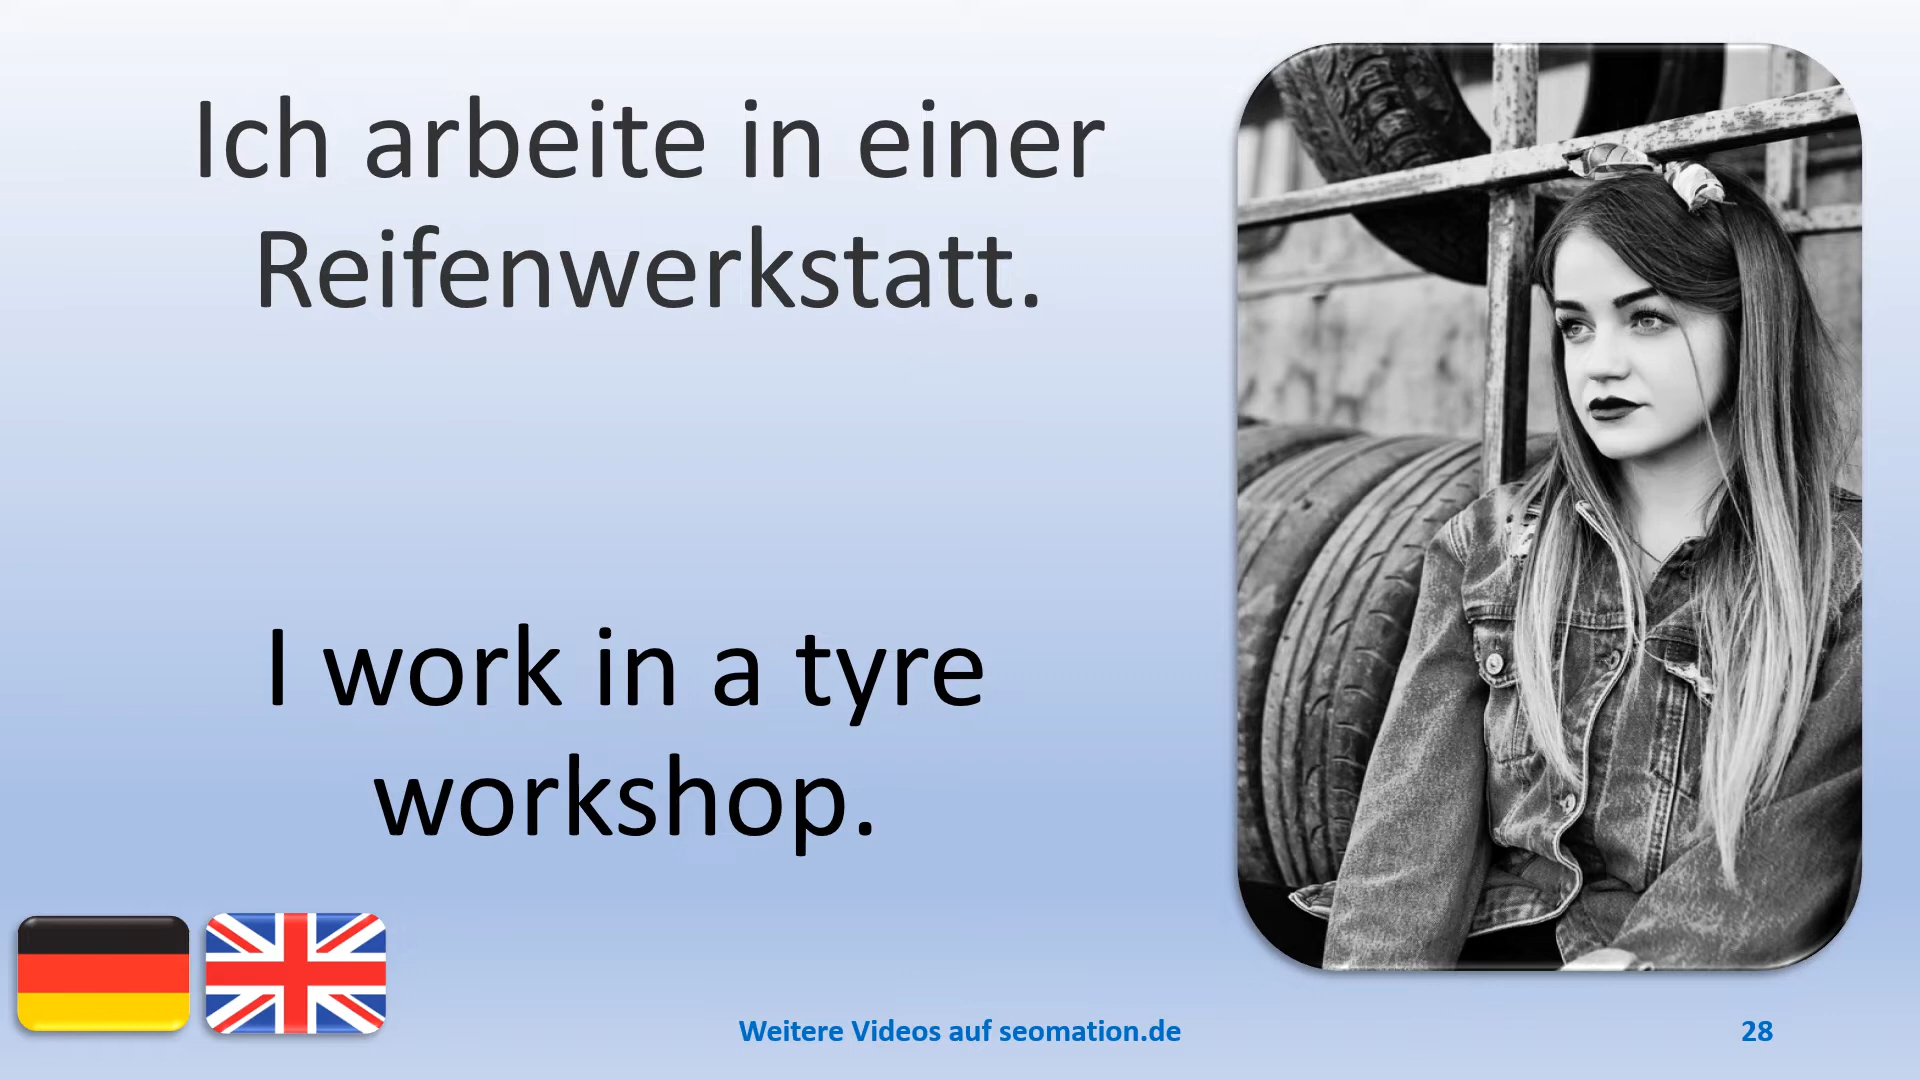 Ich arbeite in einer
Reifenwerkstatt.
I work in a tyre
workshop.
Weitere Videos auf seomation.de
28